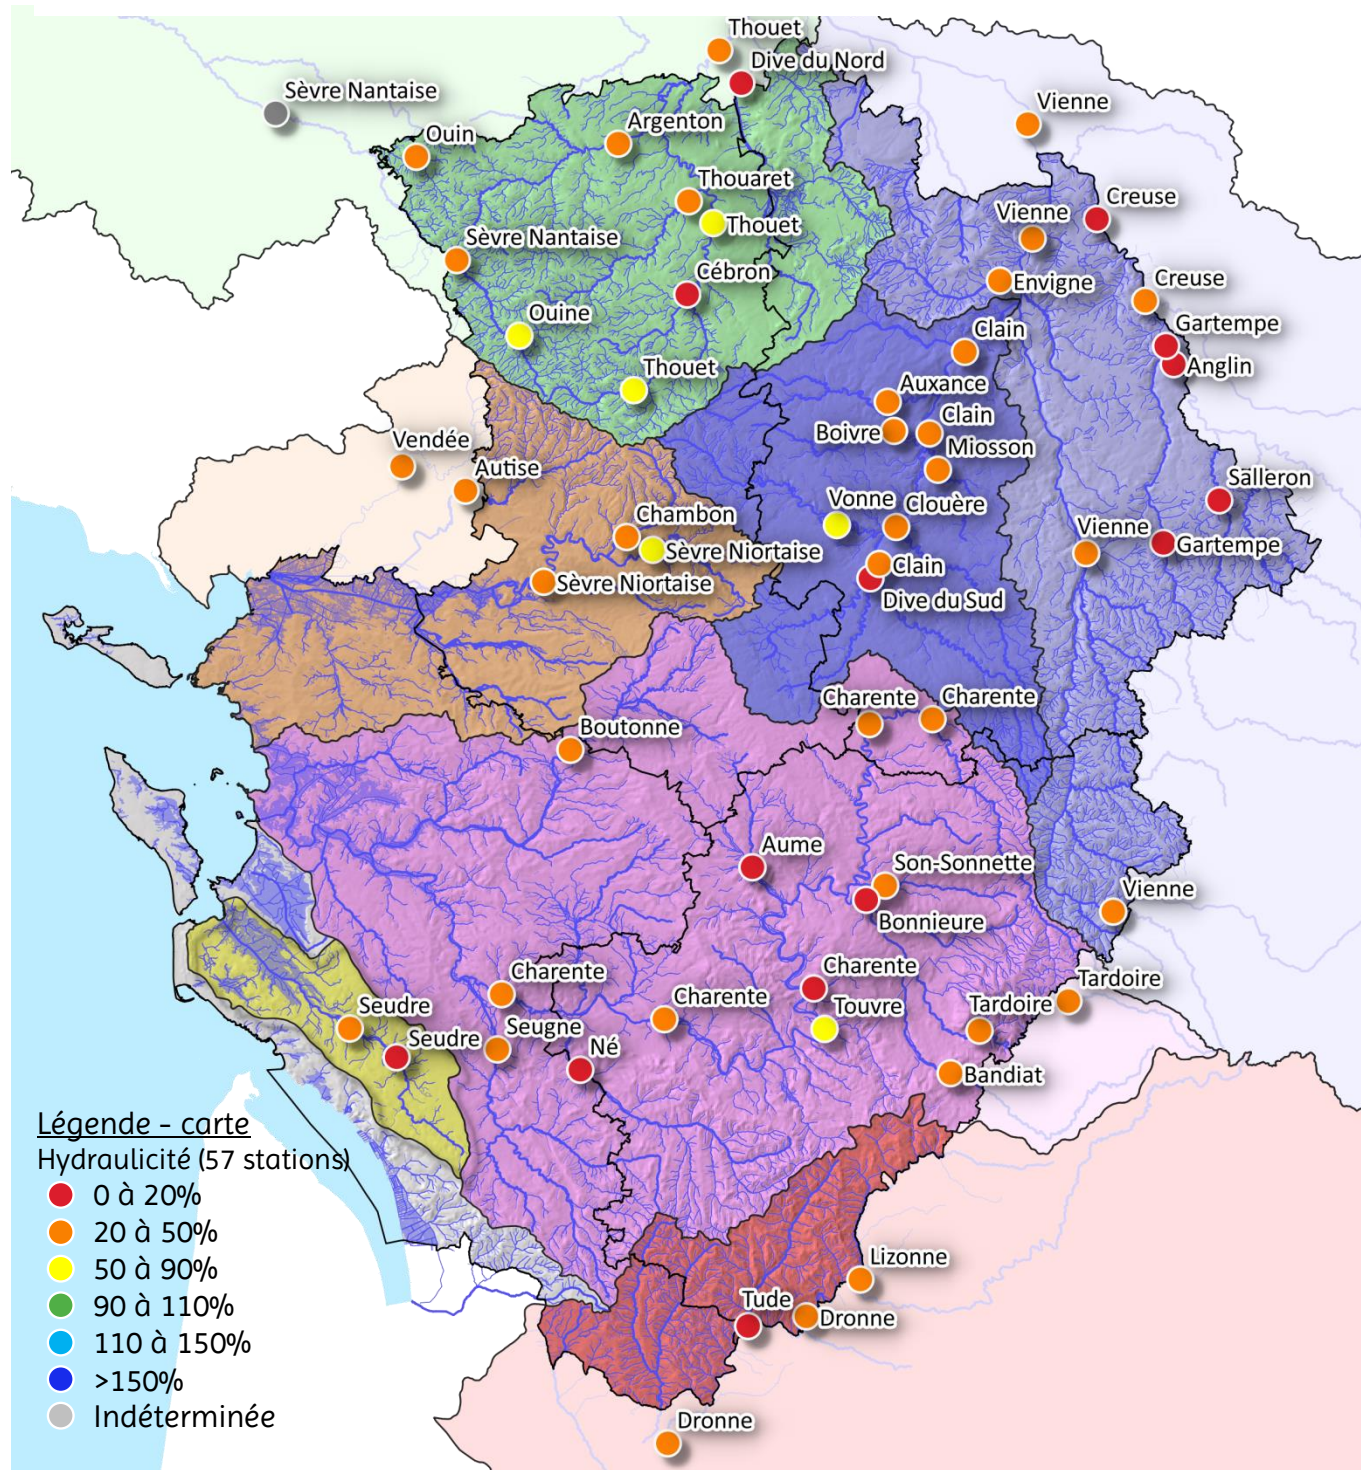 Thouet
Dive du Nord
Sèvre Nantaise
Vienne
Argenton
Ouin
Thouaret
Creuse
Vienne
Thouet
Sèvre Nantaise
Cébron
Envigne
Creuse
Ouine
Gartempe
Clain
Thouet
Anglin
Auxance
Clain
Boivre
Vendée
Miosson
Autise
Salleron
Vonne
Clouère
Chambon
Vienne
Gartempe
Sèvre Niortaise
Clain
Sèvre Niortaise
Dive du Sud
Charente
Charente
Boutonne
Aume
Son-Sonnette
Vienne
Bonnieure
Charente
Charente
Tardoire
Seudre
Charente
Touvre
Tardoire
Seugne
Seudre
Né
Bandiat
Légende - carte
Hydraulicité (57 stations)
0 à 20%
20 à 50%
50 à 90%
90 à 110%
110 à 150%
>150%
Indéterminée
Lizonne
Tude
Dronne
Dronne